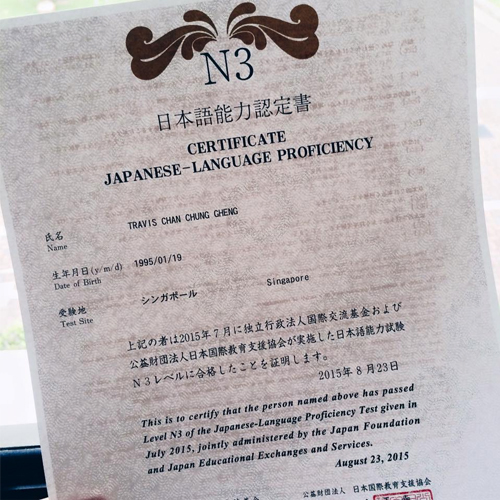 N3
日本語能力認定書
CERTIFICATE
JAPANESE-LANGUAGE PROFICIENCY
氏名 TRAVIS CHAN CHUNG CHENG
Name
生年月日(y/m/d) 1995/01/19
Date of Birth
受験地 シンガポール Singapore
Test Site
上記の者は2015年7月に独立行政法人国際交流基金および
公益財団法人日本国際教育支援協会が実施した日本語能力試験
N3レベルに合格したことを証明します。
2015年8月23日
This is to certify that the person named above has passed
Level N3 of the Japanese-Language Proficiency Test given in
July 2015, jointly administered by the Japan Foundation
and Japan Educational Exchanges and Services.
August 23, 2015
公益財団法人 日本国際教育支援協会